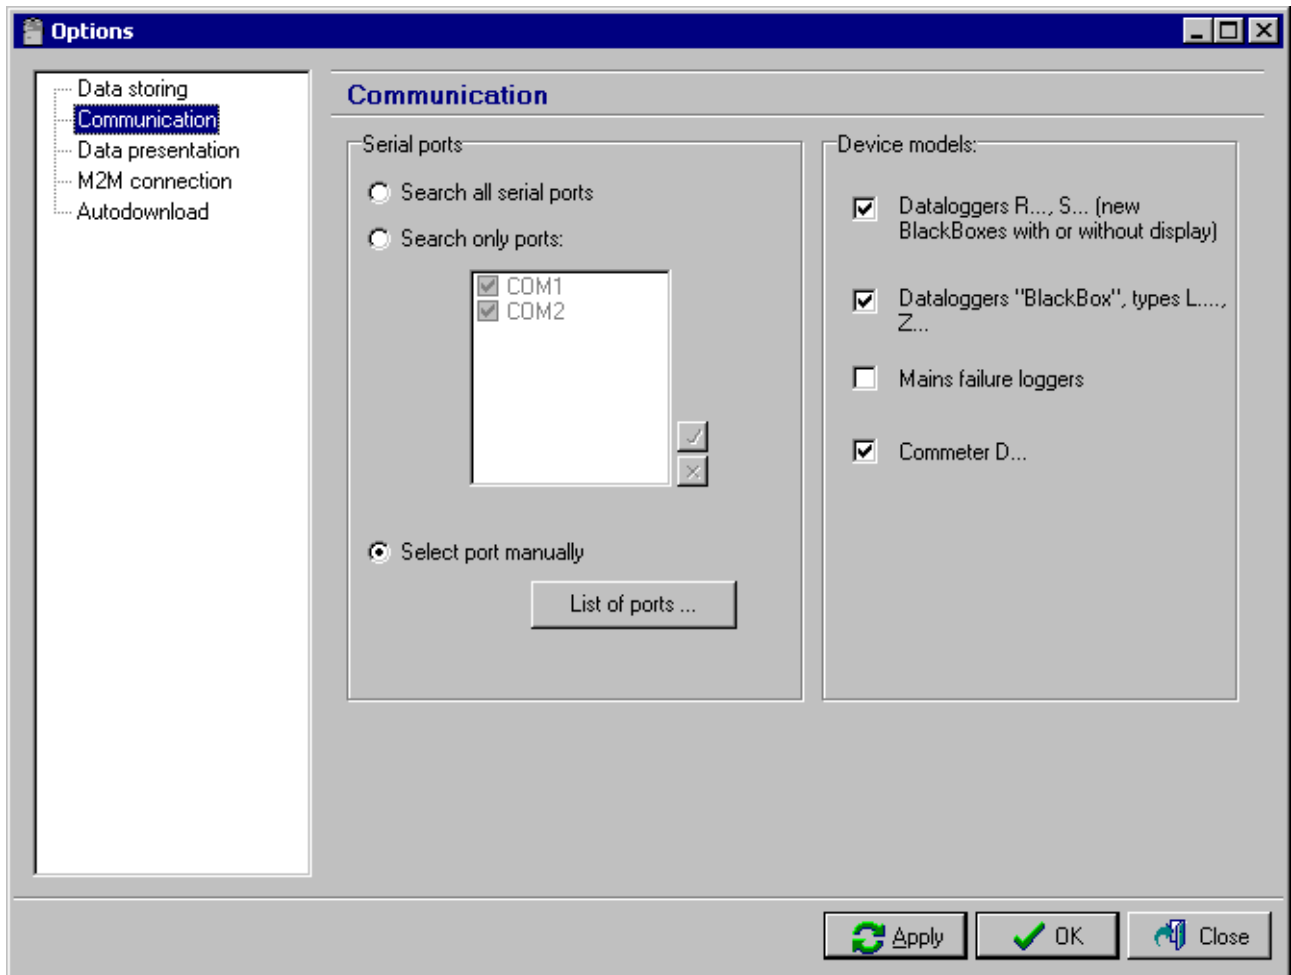 Options
Data storing
Communication
Data presentation
M2M connection
Autodownload
Communication
Serial ports
Search all serial ports
Search only ports:
COM1
COM2
Select port manually
List of ports ...
Device models:
Dataloggers R..., S... (new
BlackBoxes with or without display)
Dataloggers "BlackBox", types L....,
Z...
Mains failure loggers
Commeter D...
Apply
OK
Close